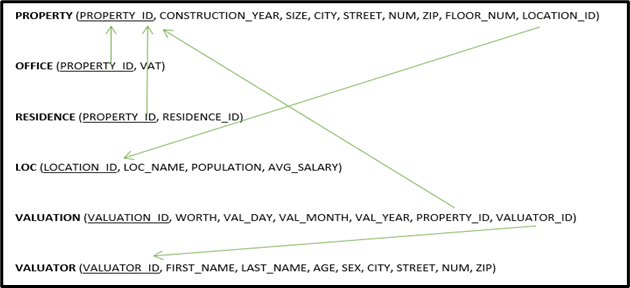 PROPERTY (PROPERTY_ID, CONSTRUCTION_YEAR, SIZE, CITY, STREET, NUM, ZIP, FLOOR_NUM, LOCATION_ID)
OFFICE (PROPERTY_ID, VAT)
RESIDENCE (PROPERTY_ID, RESIDENCE_ID)
LOC (LOCATION_ID, LOC_NAME, POPULATION, AVG_SALARY)
VALUATION (VALUATION_ID, WORTH, VAL_DAY, VAL_MONTH, VAL_YEAR, PROPERTY_ID, VALUATOR_ID)
VALUATOR (VALUATOR_ID, FIRST_NAME, LAST_NAME, AGE, SEX, CITY, STREET, NUM, ZIP)